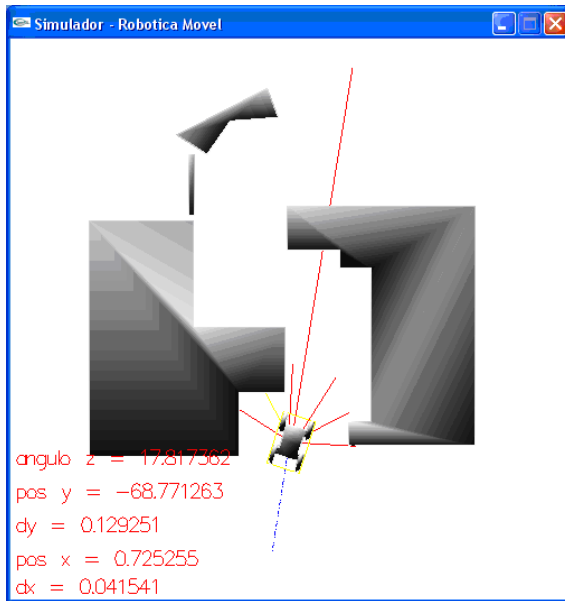 Simulador - Robotica Movel
angulo z = 17.817362
pos y = -68.771263
dy = 0.129251
pos x = 0.725255
dx = 0.041541